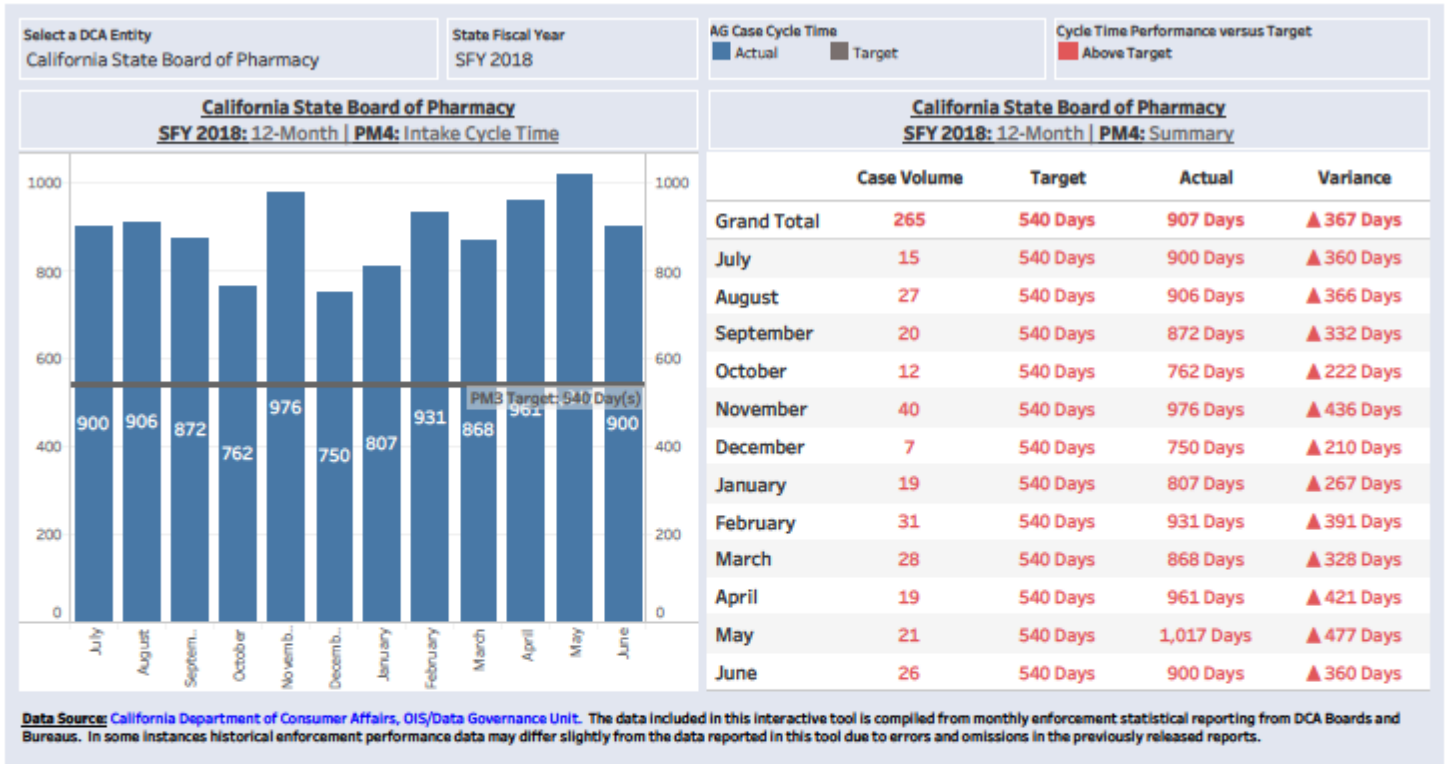 Select a DCA Entity
California State Board of Pharmacy
State Fiscal Year
SFY 2018
AG Case Cycle Time
Actual
Target
Cycle Time Performance versus Target
Above Target
California State Board of Pharmacy
SFY 2018: 12-Month | PM4: Intake Cycle Time
1000
800
600
400
200
0
1000
800
600
400
200
0
PM3 Target: 540 Day(s)
900
906
872
762
976
750
807
931
868
961
900
July
August
Septem..
October
Novemb..
Decemb..
January
February
March
April
May
June
California State Board of Pharmacy
SFY 2018: 12-Month | PM4: Summary
Case Volume Target Actual Variance
Grand Total 265 540 Days 907 Days ▲367 Days
July 15 540 Days 900 Days ▲360 Days
August 27 540 Days 906 Days ▲366 Days
September 20 540 Days 872 Days ▲332 Days
October 12 540 Days 762 Days ▲222 Days
November 40 540 Days 976 Days ▲436 Days
December 7 540 Days 750 Days ▲210 Days
January 19 540 Days 807 Days ▲267 Days
February 31 540 Days 931 Days ▲391 Days
March 28 540 Days 868 Days ▲328 Days
April 19 540 Days 961 Days ▲421 Days
May 21 540 Days 1,017 Days ▲477 Days
June 26 540 Days 900 Days ▲360 Days
Data Source: California Department of Consumer Affairs, OIS/Data Governance Unit. The data included in this interactive tool is compiled from monthly enforcement statistical reporting from DCA Boards and
Bureaus. In some instances historical enforcement performance data may differ slightly from the data reported in this tool due to errors and omissions in the previously released reports.